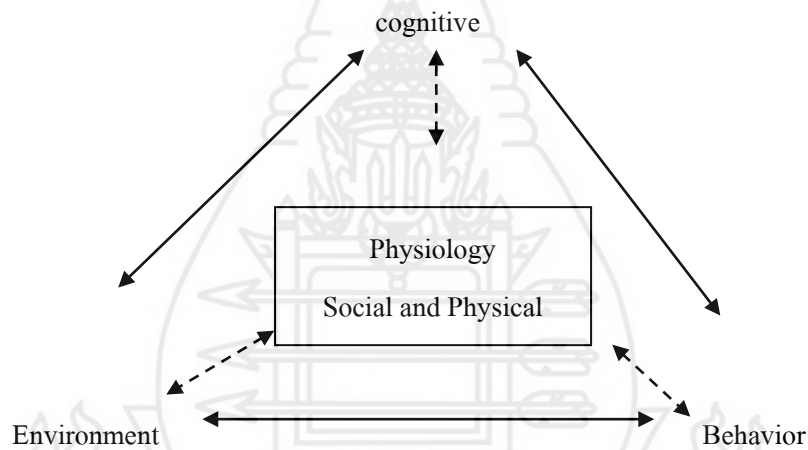 cognitive
Physiology
Social and Physical
Environment
Behavior